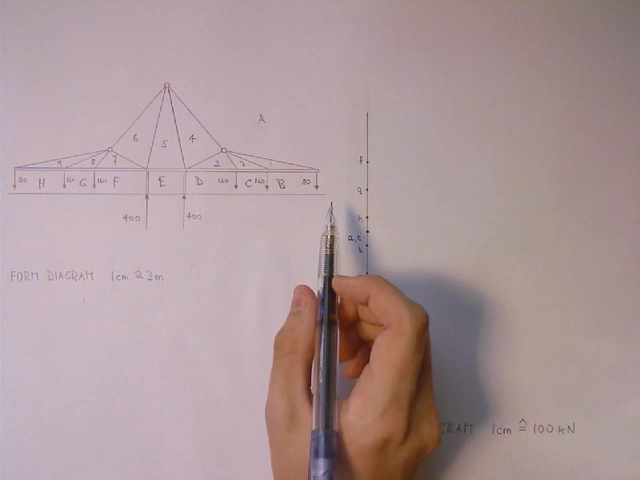 A
6
5
4
9
8
7
3
2
1
80
H
160
G
160
F
E
D
160
C
160
B
80
400
400
FORM DIAGRAM 1cm ≙ 3m
f
g
h
a, e
b
GRAM 1cm ≙ 100 kN